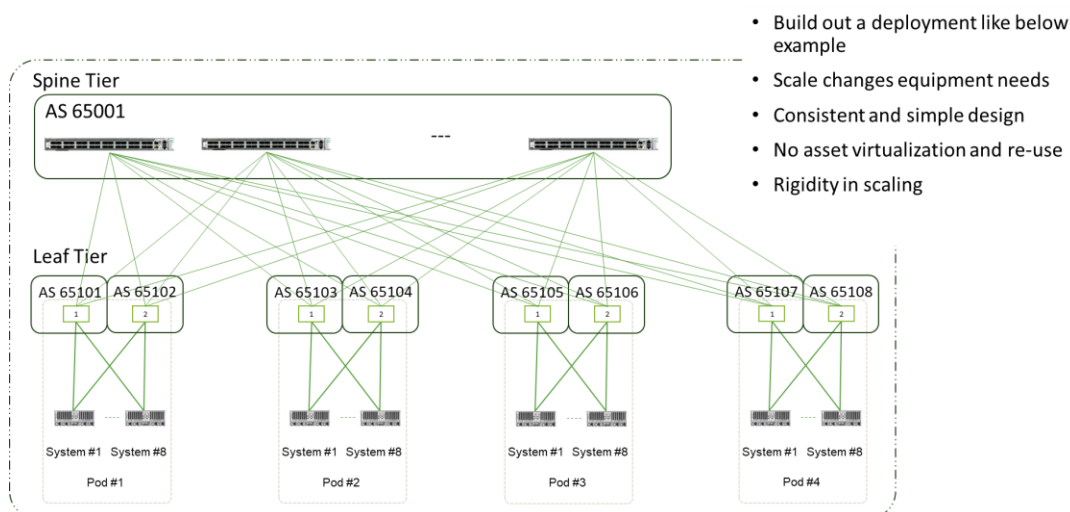 • Build out a deployment like below
example
• Scale changes equipment needs
• Consistent and simple design
• No asset virtualization and re-use
• Rigidity in scaling
Spine Tier
AS 65001
---
Leaf Tier
AS 65101 AS 65102 AS 65103 AS 65104 AS 65105 AS 65106 AS 65107 AS 65108
1 2 1 2 1 2 1 2
System #1 System #8 System #1 System #8 System #1 System #8 System #1 System #8
Pod #1 Pod #2 Pod #3 Pod #4